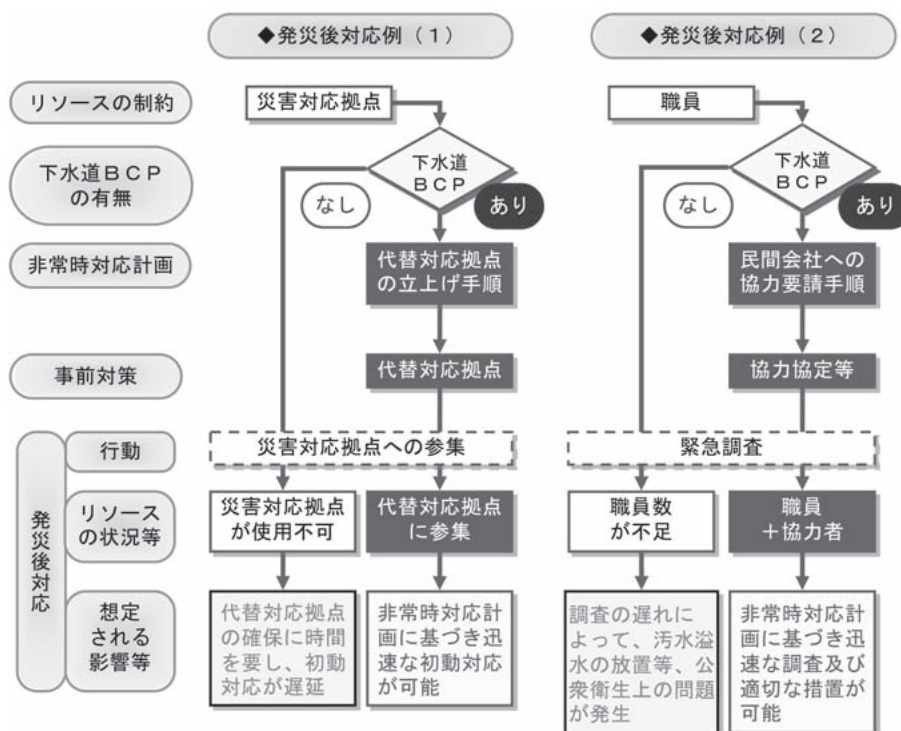 ◆発災後対応例（１）
◆発災後対応例（２）
リソースの制約
災害対応拠点
職員
下水道ＢＣＰ
の有無
下水道
ＢＣＰ
なし
あり
下水道
ＢＣＰ
なし
あり
非常時対応計画
代替対応拠点
の立上げ手順
民間会社への
協力要請手順
事前対策
代替対応拠点
協力協定等
発災後対応
行動
災害対応拠点への参集
緊急調査
リソース
の状況等
災害対応拠点
が使用不可
代替対応拠点
に参集
職員数
が不足
職員
＋協力者
想定
される
影響等
代替対応拠点
の確保に時間
を要し、初動
対応が遅延
非常時対応計
画に基づき迅
速な初動対応
が可能
調査の遅れに
よって、汚水溢
水の放置等、公
衆衛生上の問題
が発生
非常時対応計
画に基づき迅
速な調査及び
適切な措置が
可能